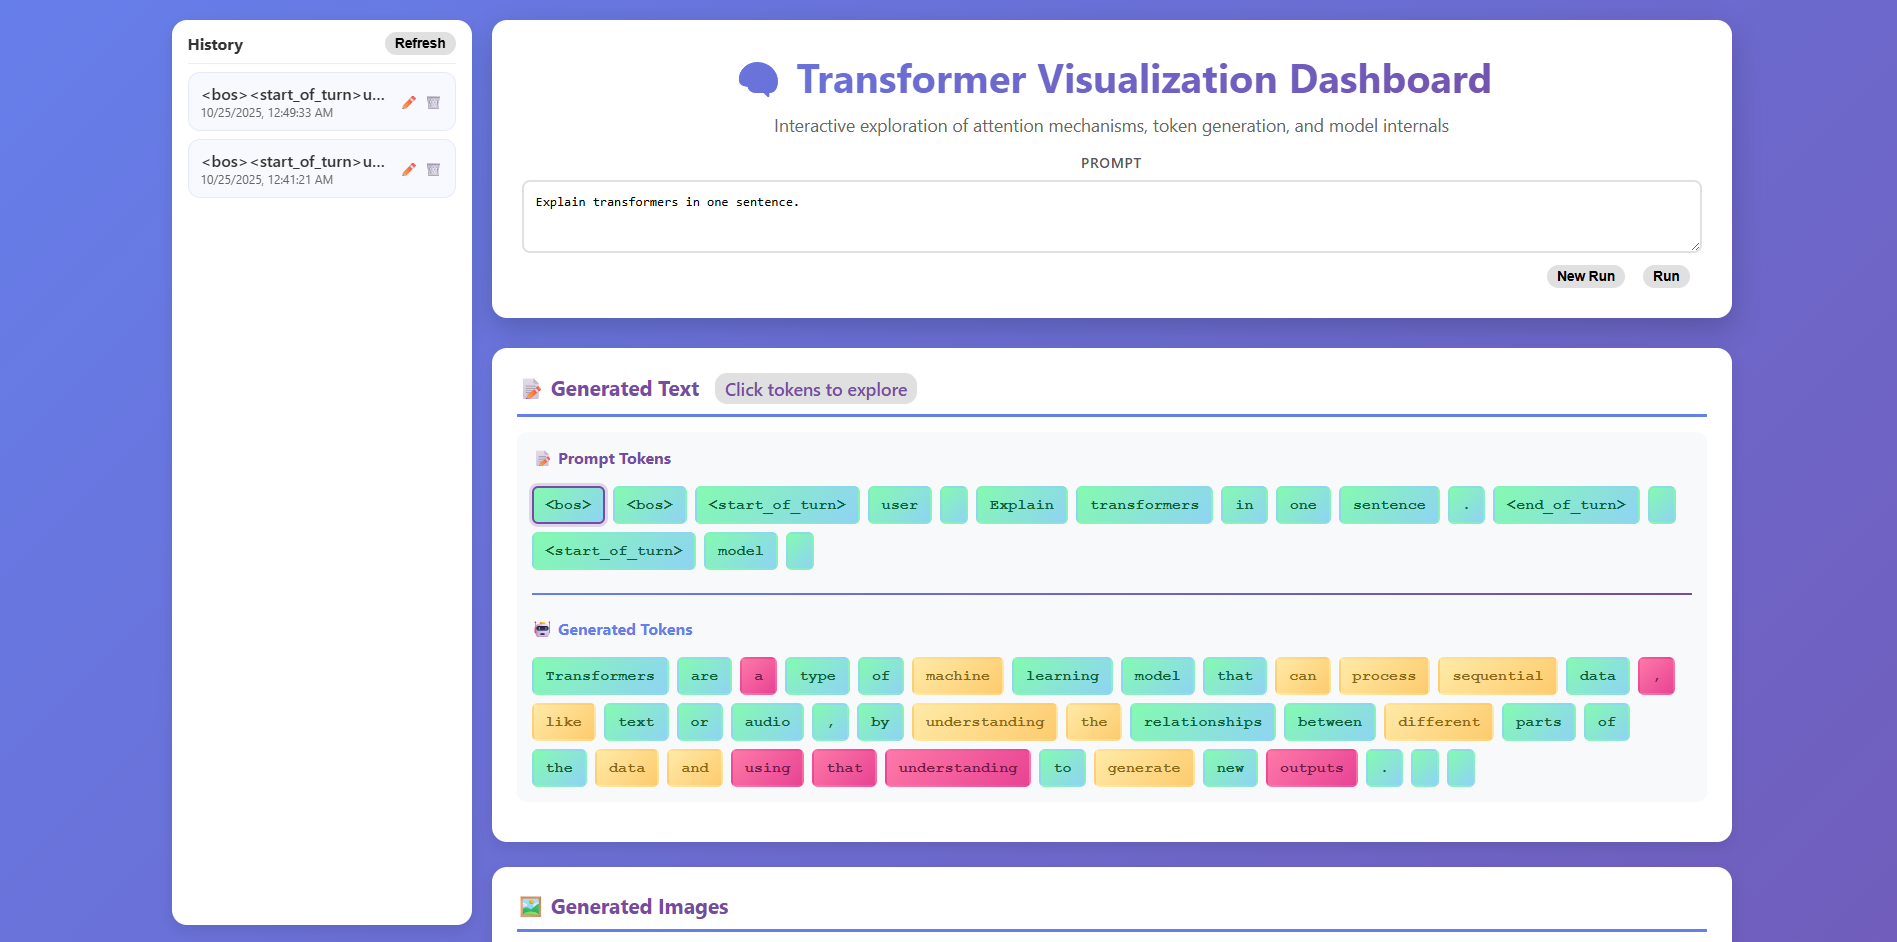 History
Refresh
<bos><start_of_turn>u...
10/25/2025, 12:49:33 AM
<bos><start_of_turn>u...
10/25/2025, 12:41:21 AM
Transformer Visualization Dashboard
Interactive exploration of attention mechanisms, token generation, and model internals
PROMPT
Explain transformers in one sentence.
New Run
Run
Generated Text
Click tokens to explore
Prompt Tokens
<bos> <bos> <start_of_turn> user Explain transformers in one sentence . <end_of_turn>
<start_of_turn> model
Generated Tokens
Transformers are a type of machine learning model that can process sequential data ,
like text or audio , by understanding the relationships between different parts of
the data and using that understanding to generate new outputs .
Generated Images